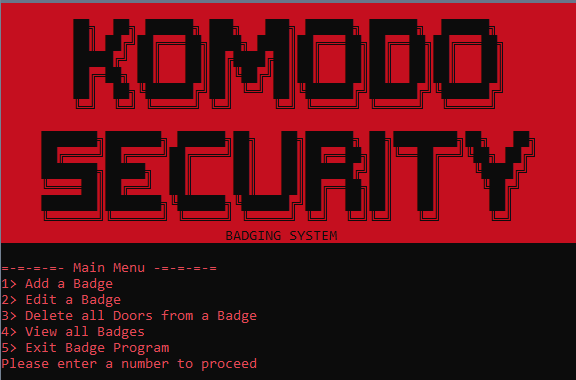 KOMODO
SECURITY
BADGING SYSTEM
=-=-=-=- Main Menu -=-=-=-=
1> Add a Badge
2> Edit a Badge
3> Delete all Doors from a Badge
4> View all Badges
5> Exit Badge Program
Please enter a number to proceed